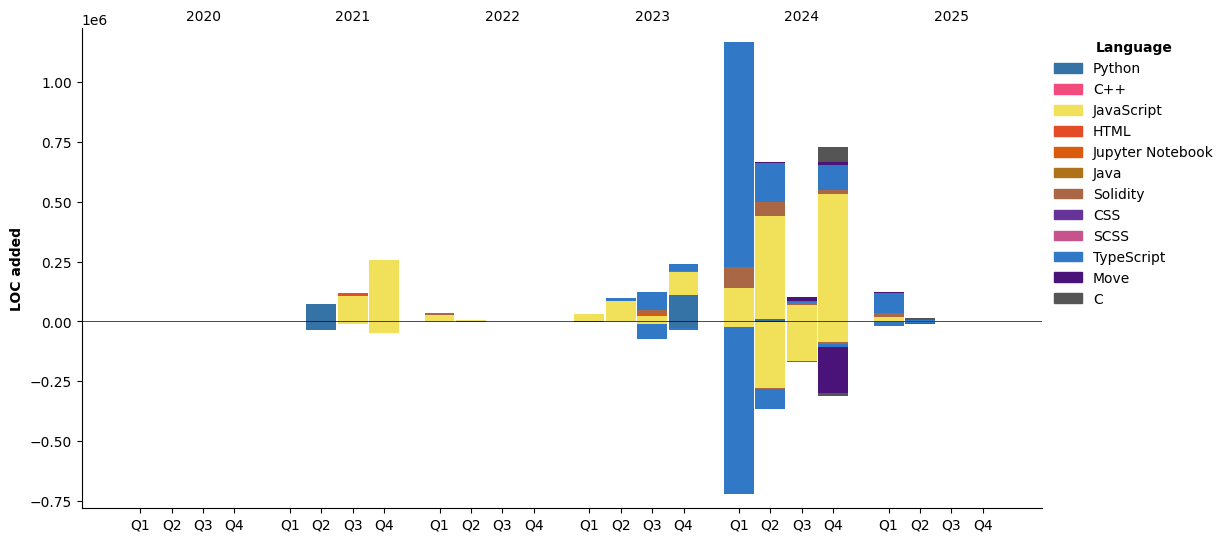 1e6
2020 2021 2022 2023 2024 2025
LOC added
1.00
0.75
0.50
0.25
0.00
−0.25
−0.50
−0.75
Q1 Q2 Q3 Q4 Q1 Q2 Q3 Q4 Q1 Q2 Q3 Q4 Q1 Q2 Q3 Q4 Q1 Q2 Q3 Q4 Q1 Q2 Q3 Q4
Language
Python
C++
JavaScript
HTML
Jupyter Notebook
Java
Solidity
CSS
SCSS
TypeScript
Move
C